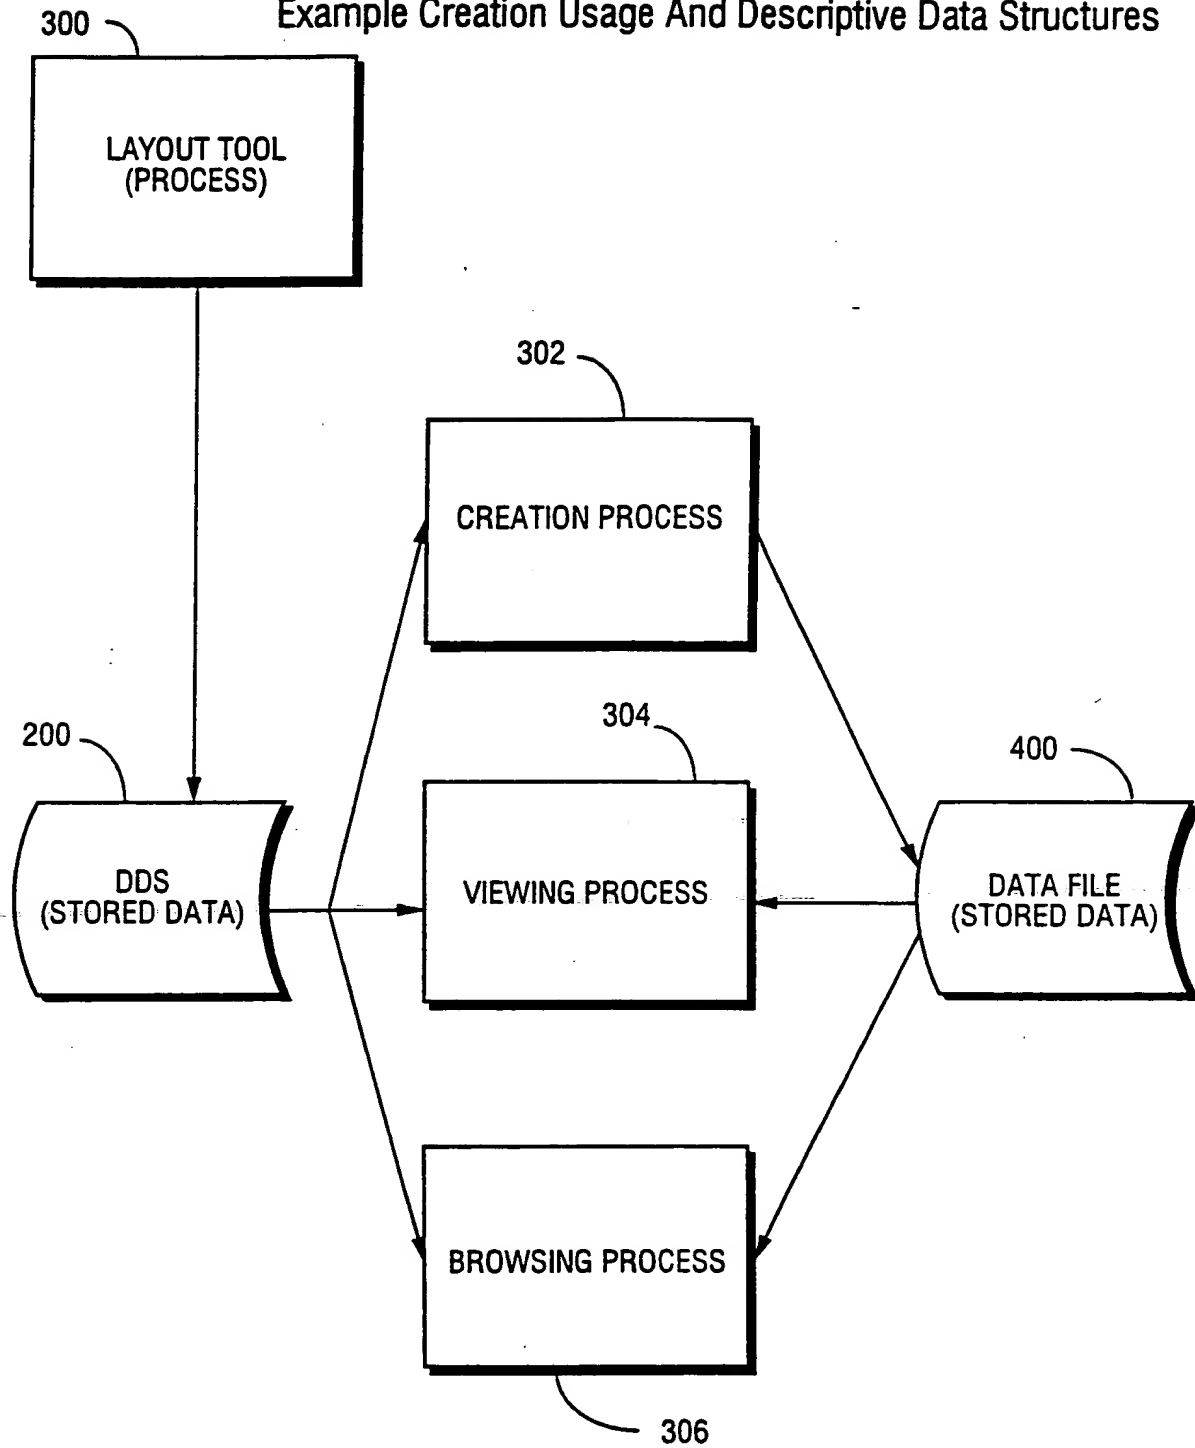 Example Creation Usage And Descriptive Data Structures
300
LAYOUT TOOL
(PROCESS)
302
CREATION PROCESS
304
200
400
VIEWING PROCESS
DDS
(STORED DATA)
DATA FILE
(STORED DATA)
BROWSING PROCESS
306